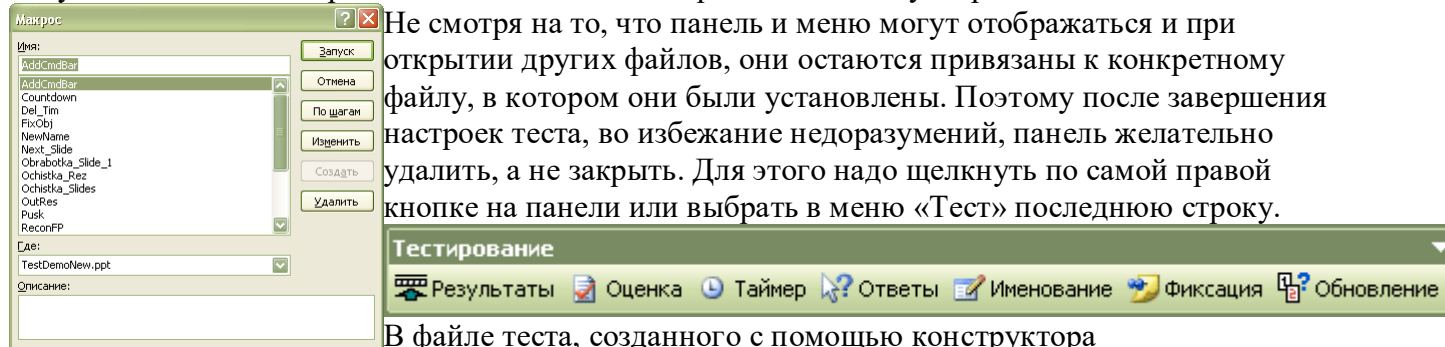 Макрос
Имя:
AddCmdBar
AddCmdBar
Countdown
Del_Tim
FixObj
NewName
Next_Slide
Obrabotka_Slide_1
Ochistka_Rez
Ochistka_Slides
OutRes
Pusk
ReconFP
Запуск
Отмена
По шагам
Изменить
Создать
Удалить
Где:
TestDemoNew.ppt
Описание:
Не смотря на то, что панель и меню могут отображаться и при
открытии других файлов, они остаются привязаны к конкретному
файлу, в котором они были установлены. Поэтому после завершения
настроек теста, во избежание недоразумений, панель желательно
удалить, а не закрыть. Для этого надо щелкнуть по самой правой
кнопке на панели или выбрать в меню «Тест» последнюю строку.
Тестирование
Результаты Оценка Таймер Ответы Именование Фиксация Обновление
В файле теста, созданного с помощью конструктора